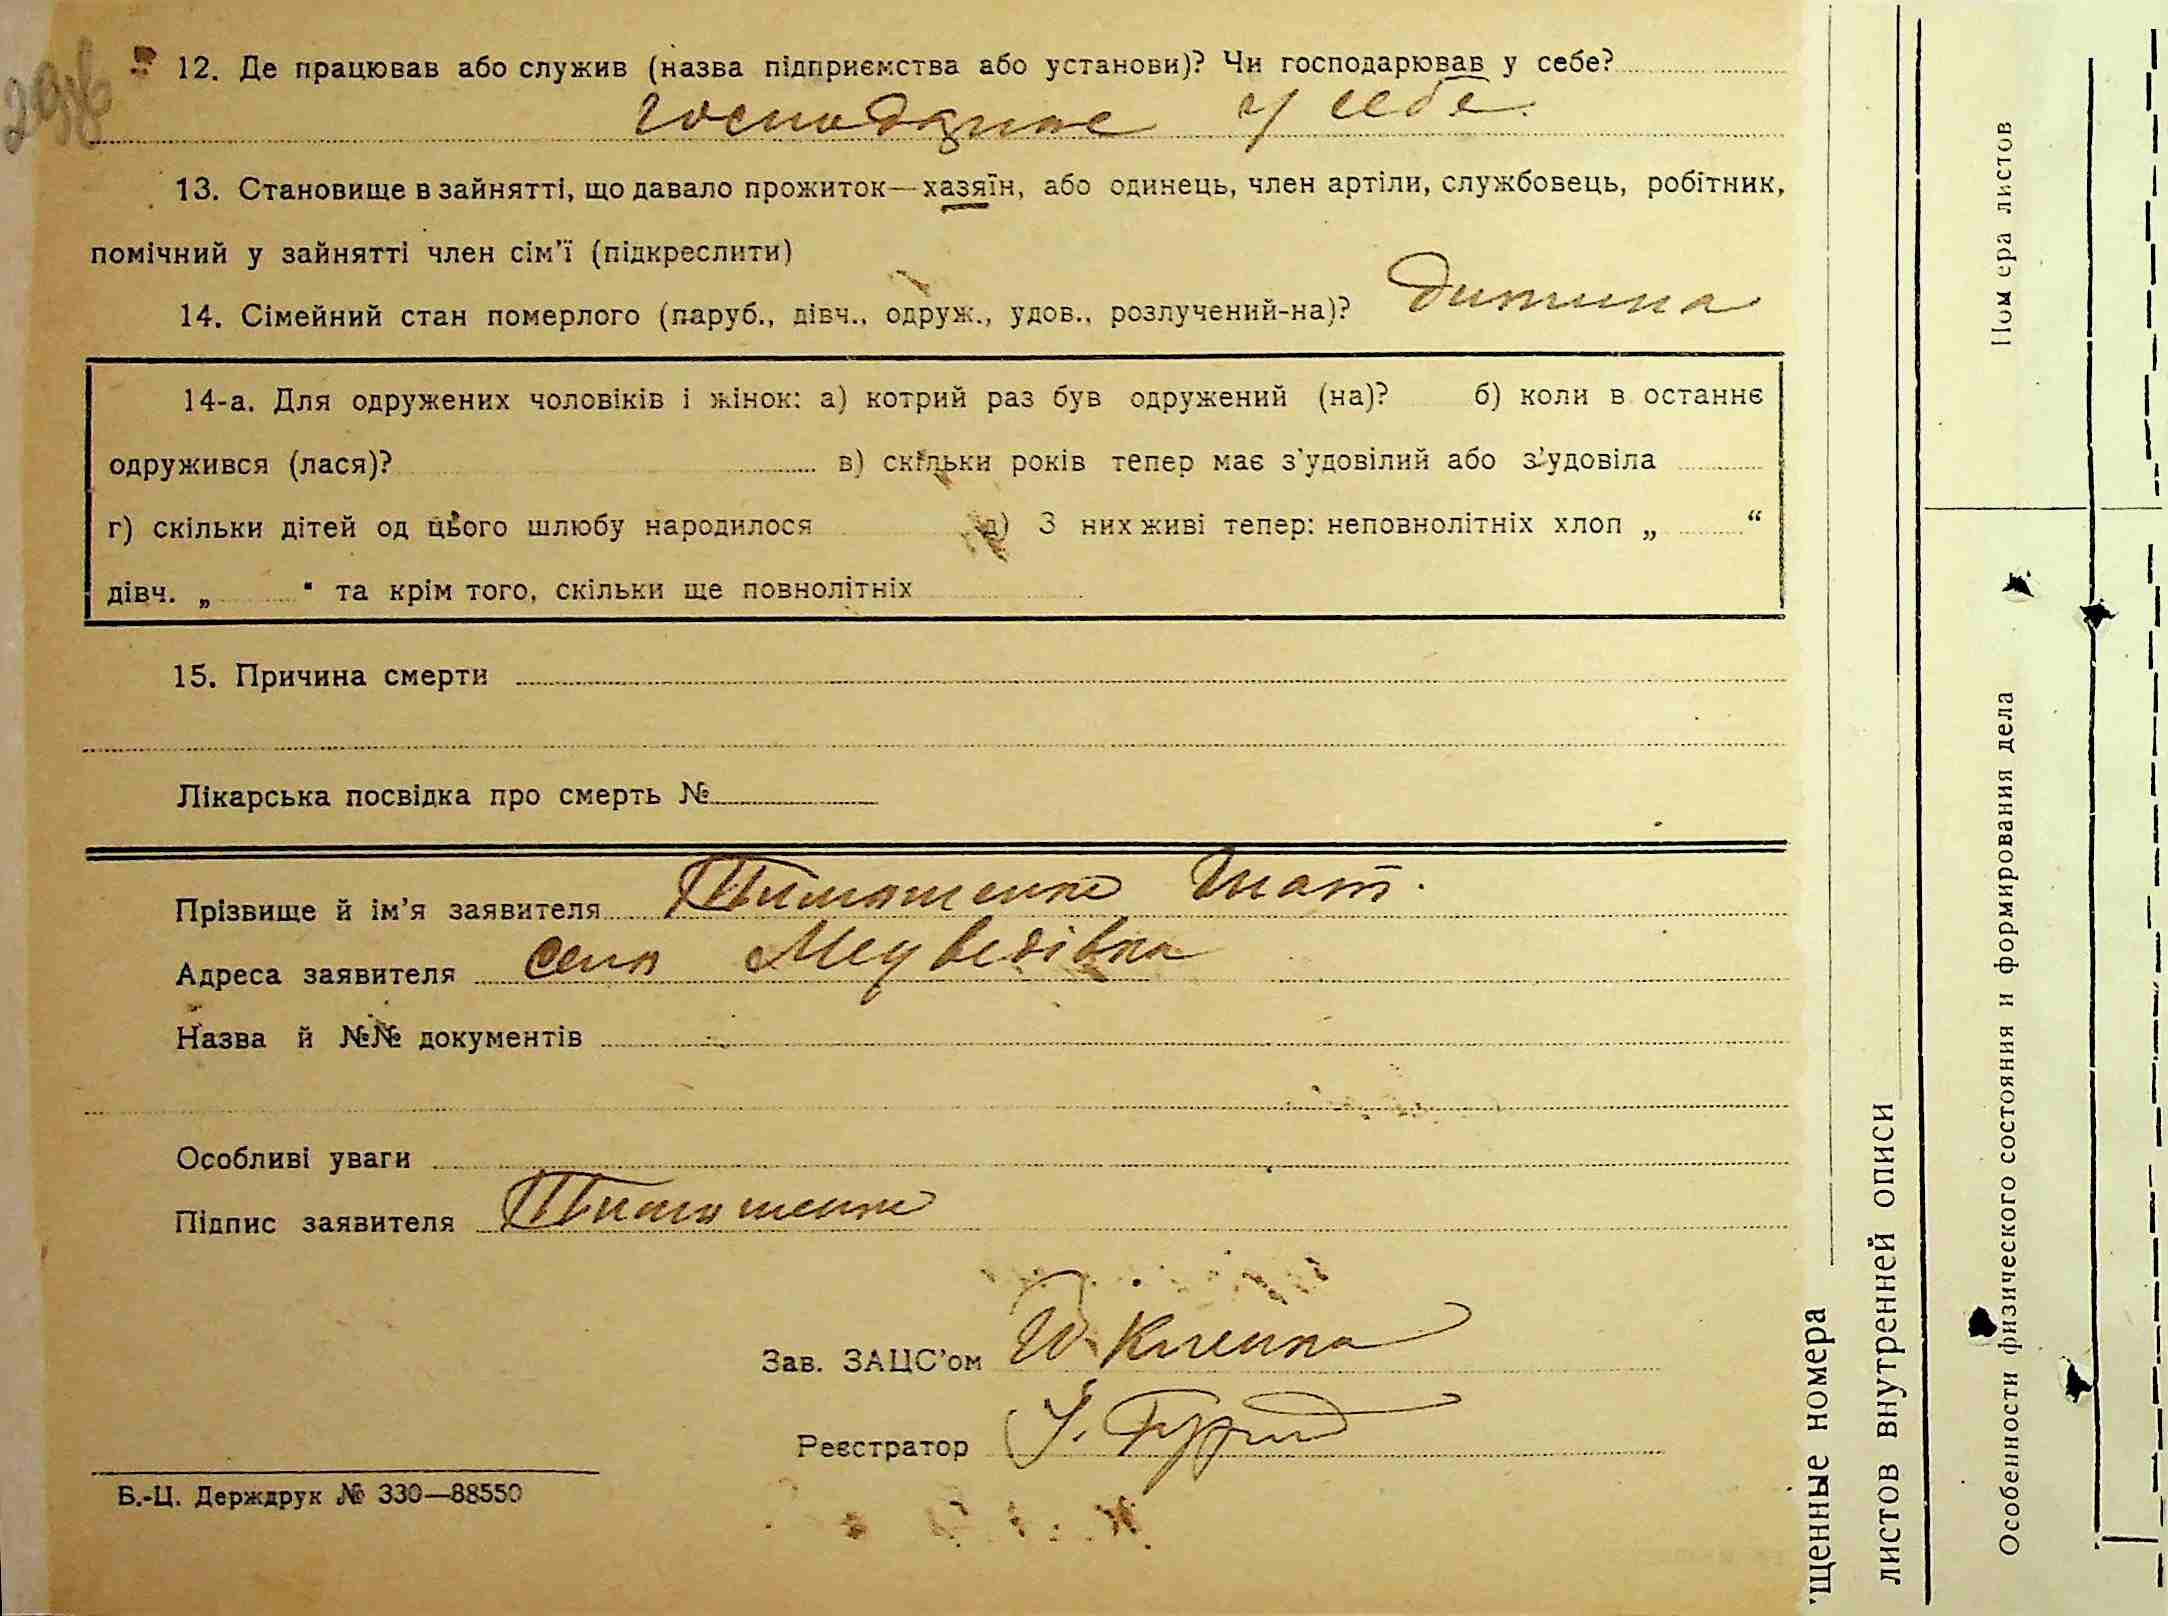 12. Де працював або служив (назва підприємства або установи)? Чи господарював у себе?
у себе.
13. Становище в зайнятті, що давало прожиток—хазяїн, або одинець, член артіли, службовець, робітник,
помічний у зайнятті член сім'ї (підкреслити)
14. Сімейний стан померлого (паруб., дівч., одруж., удов., розлучений-на)? дитина
14-а. Для одружених чоловіків і жінок: а) котрий раз був одружений (на)? б) коли в останнє
одружився (лася)? в) скільки років тепер має з'удовілий або з'удовіла
г) скільки дітей од цього шлюбу народилося д) З них живі тепер: неповнолітніх хлоп „ “
дівч. „ “ та крім того, скільки ще повнолітніх
15. Причина смерти
Лікарська посвідка про смерть №
Прізвище й ім'я заявителя Тимошенко Гнат.
Адреса заявителя село Медведівка
Назва й №№ документів
Особливі уваги
Підпис заявителя Тимошенко
Зав. ЗАЦС'ом
Реєстратор
Б.-Ц. Держдрук № 330—88550
щенные номера
листов внутренней описи
Номера листов
Особенности физического состояния и формирования дела